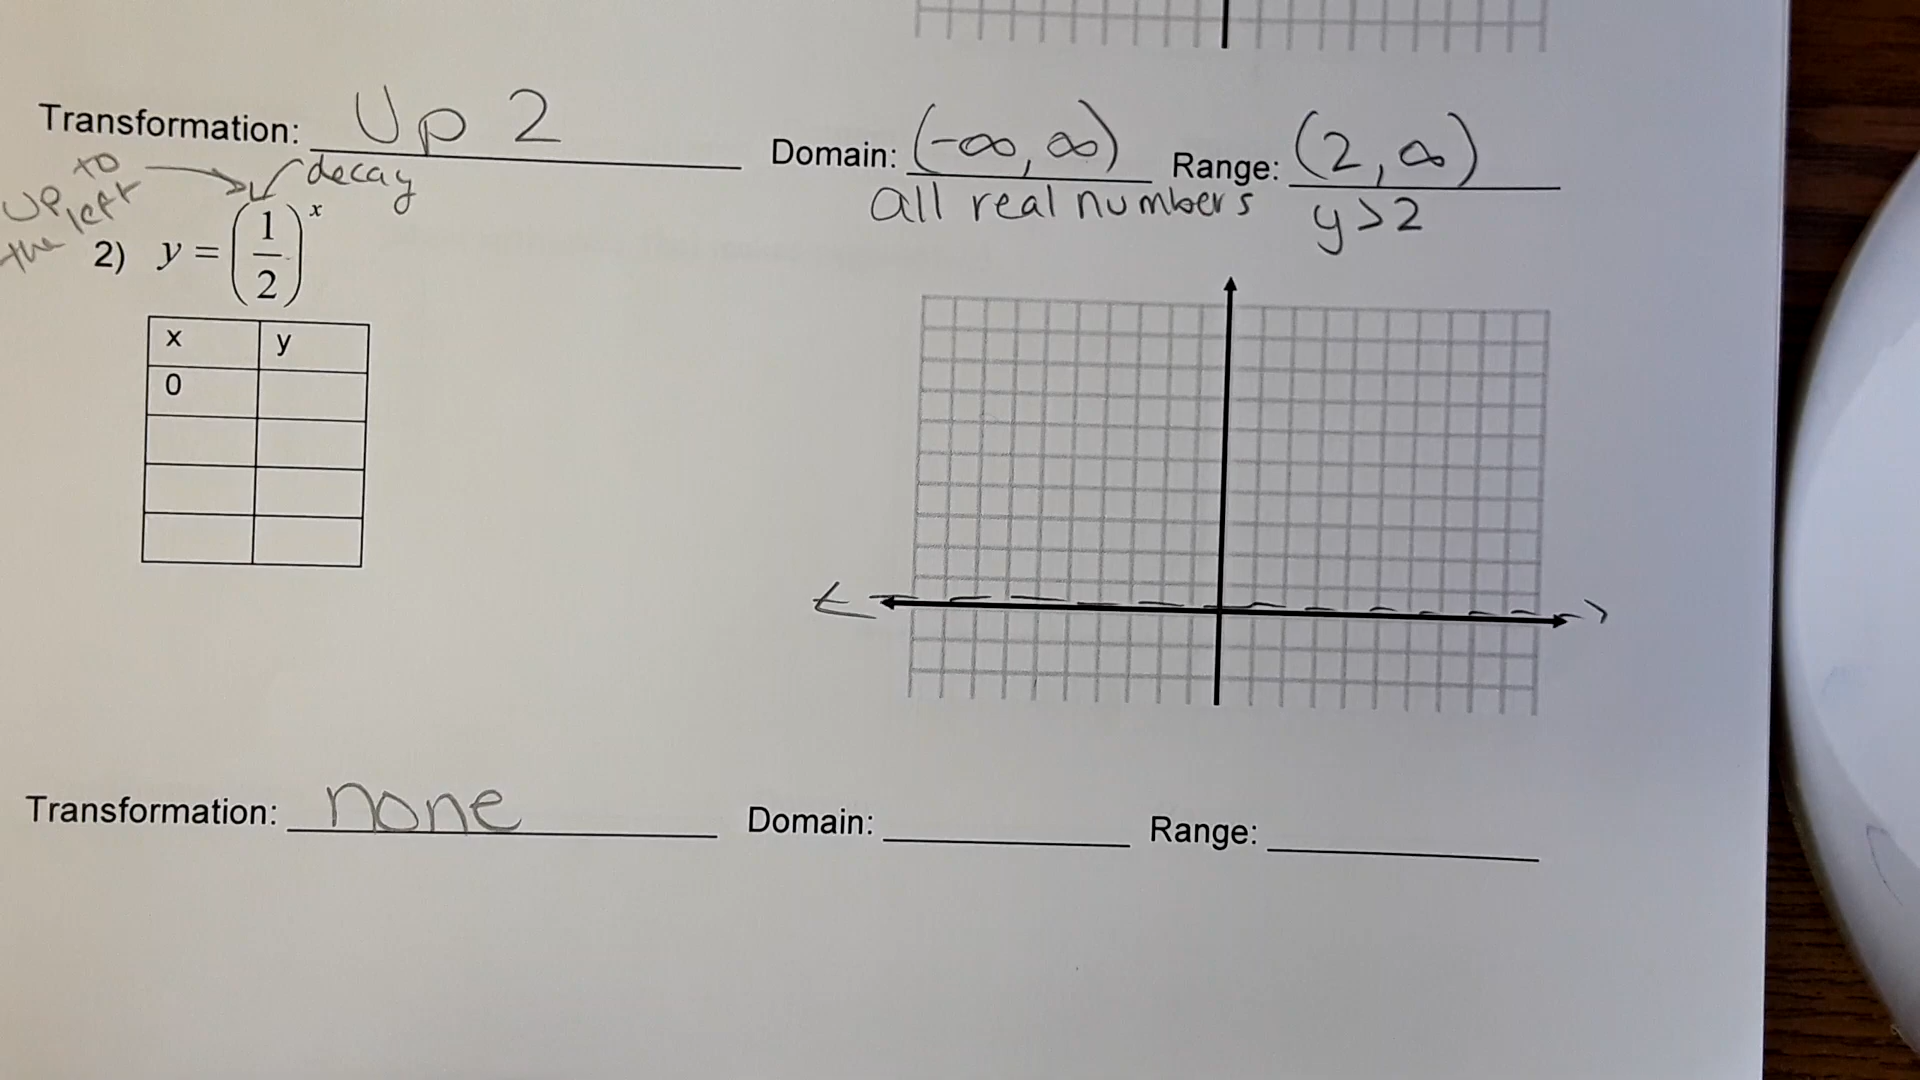 Transformation: Up 2 Domain: (-∞, ∞) Range: (2, ∞)
all real numbers y>2
up to the left
decay
2) y = (1/2)^x
x y
0
Transformation: none Domain: Range: